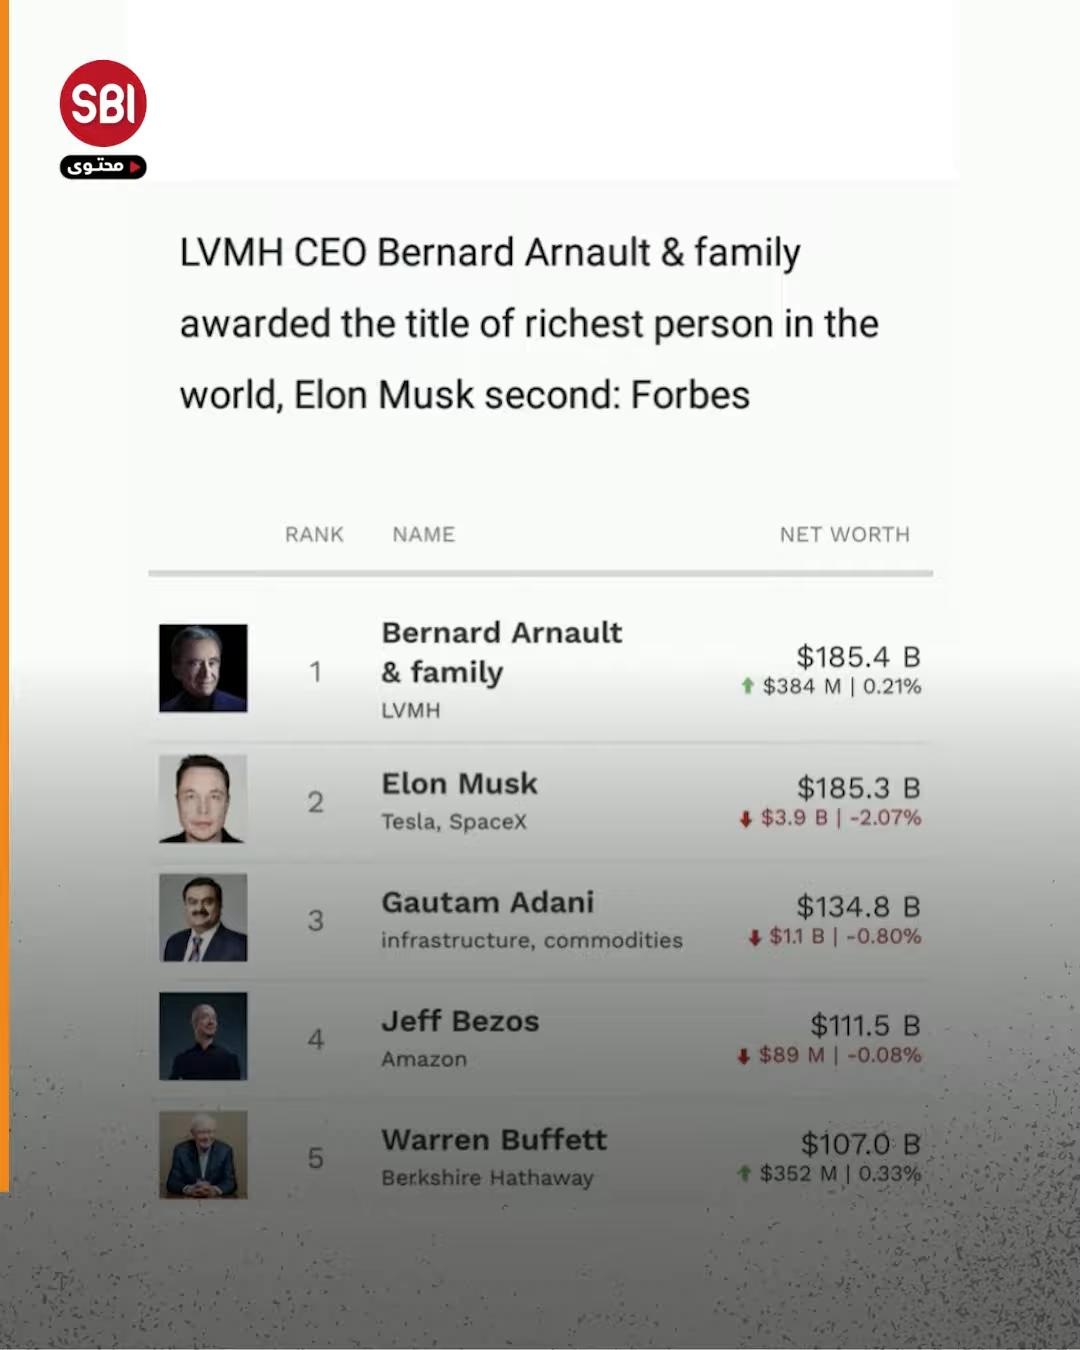 SBI
محتوى
LVMH CEO Bernard Arnault & family
awarded the title of richest person in the
world, Elon Musk second: Forbes
RANK NAME NET WORTH
1
Bernard Arnault
& family
LVMH
$185.4 B
$384 M | 0.21%
2
Elon Musk
Tesla, SpaceX
$185.3 B
$3.9 B | -2.07%
3
Gautam Adani
infrastructure, commodities
$134.8 B
$1.1 B | -0.80%
4
Jeff Bezos
Amazon
$111.5 B
$89 M | -0.08%
5
Warren Buffett
Berkshire Hathaway
$107.0 B
$352 M | 0.33%